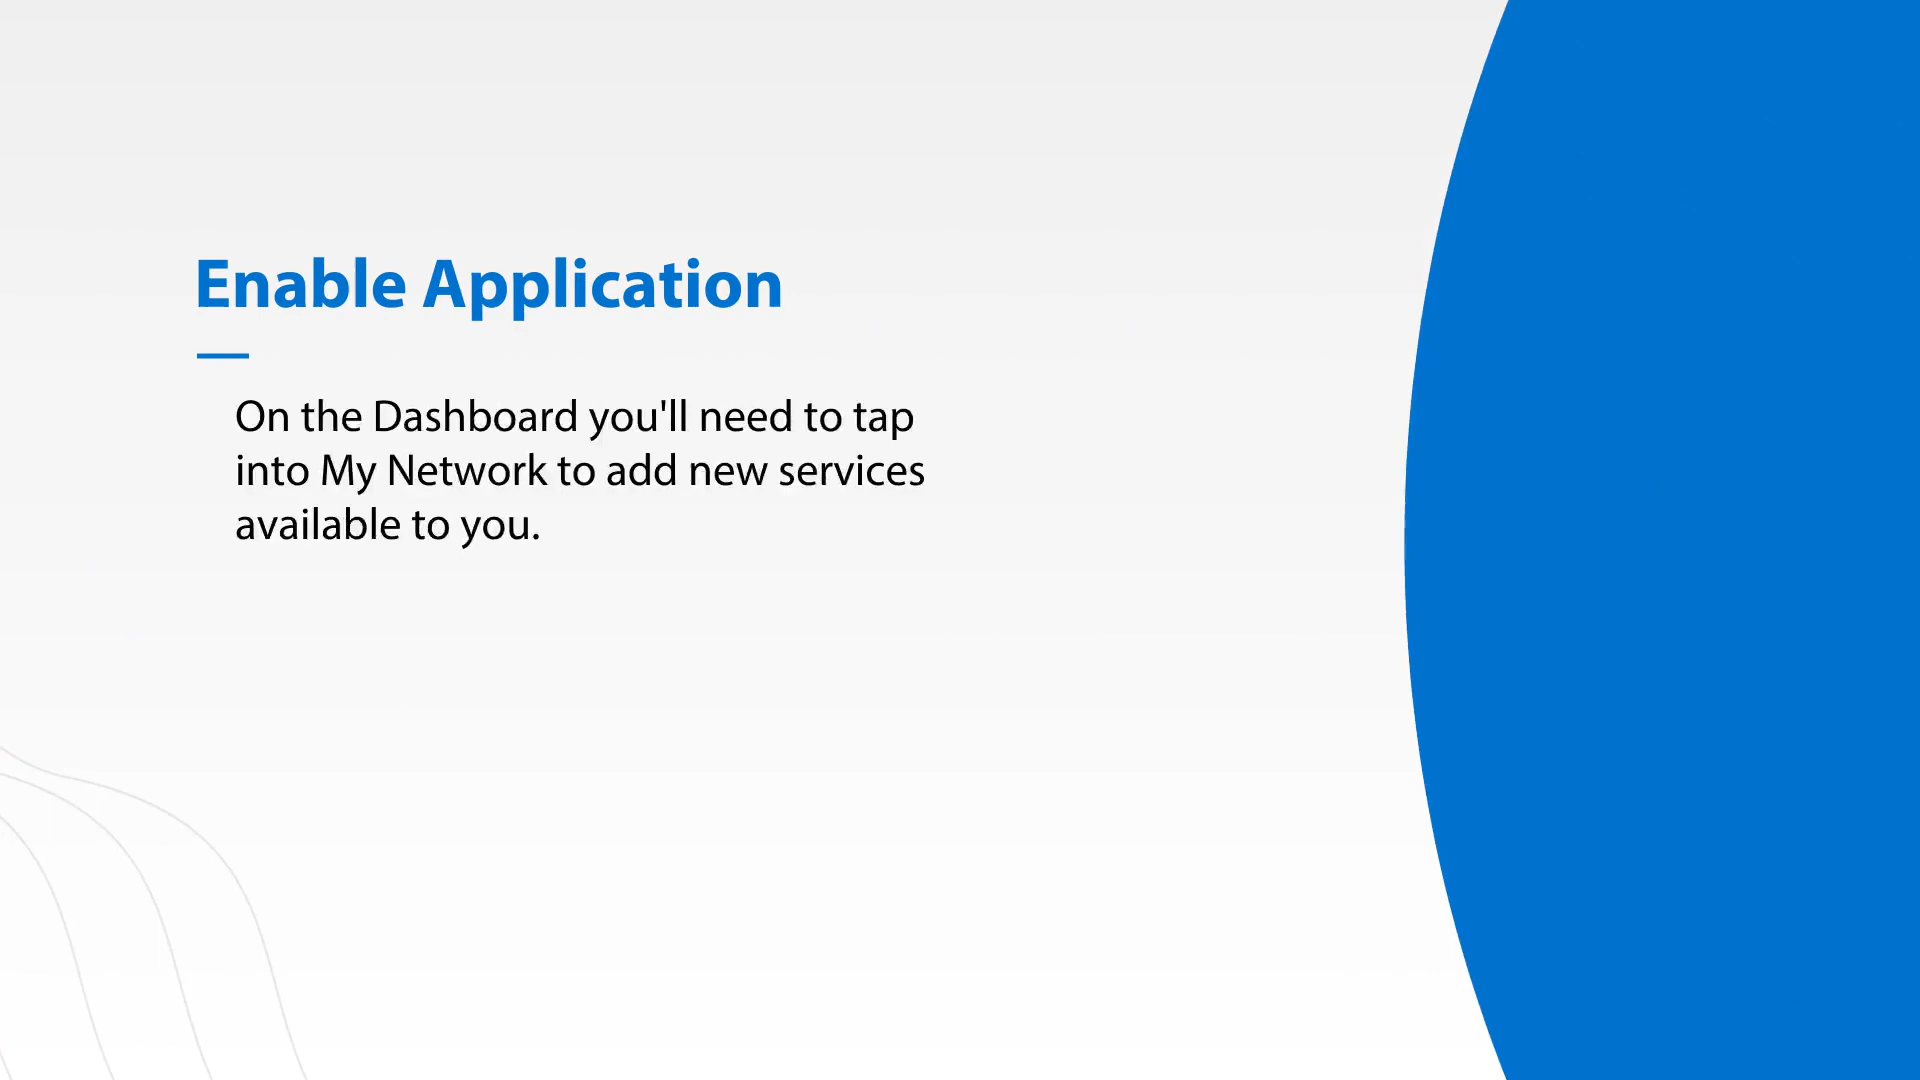 Enable Application
On the Dashboard you'll need to tap
into My Network to add new services
available to you.